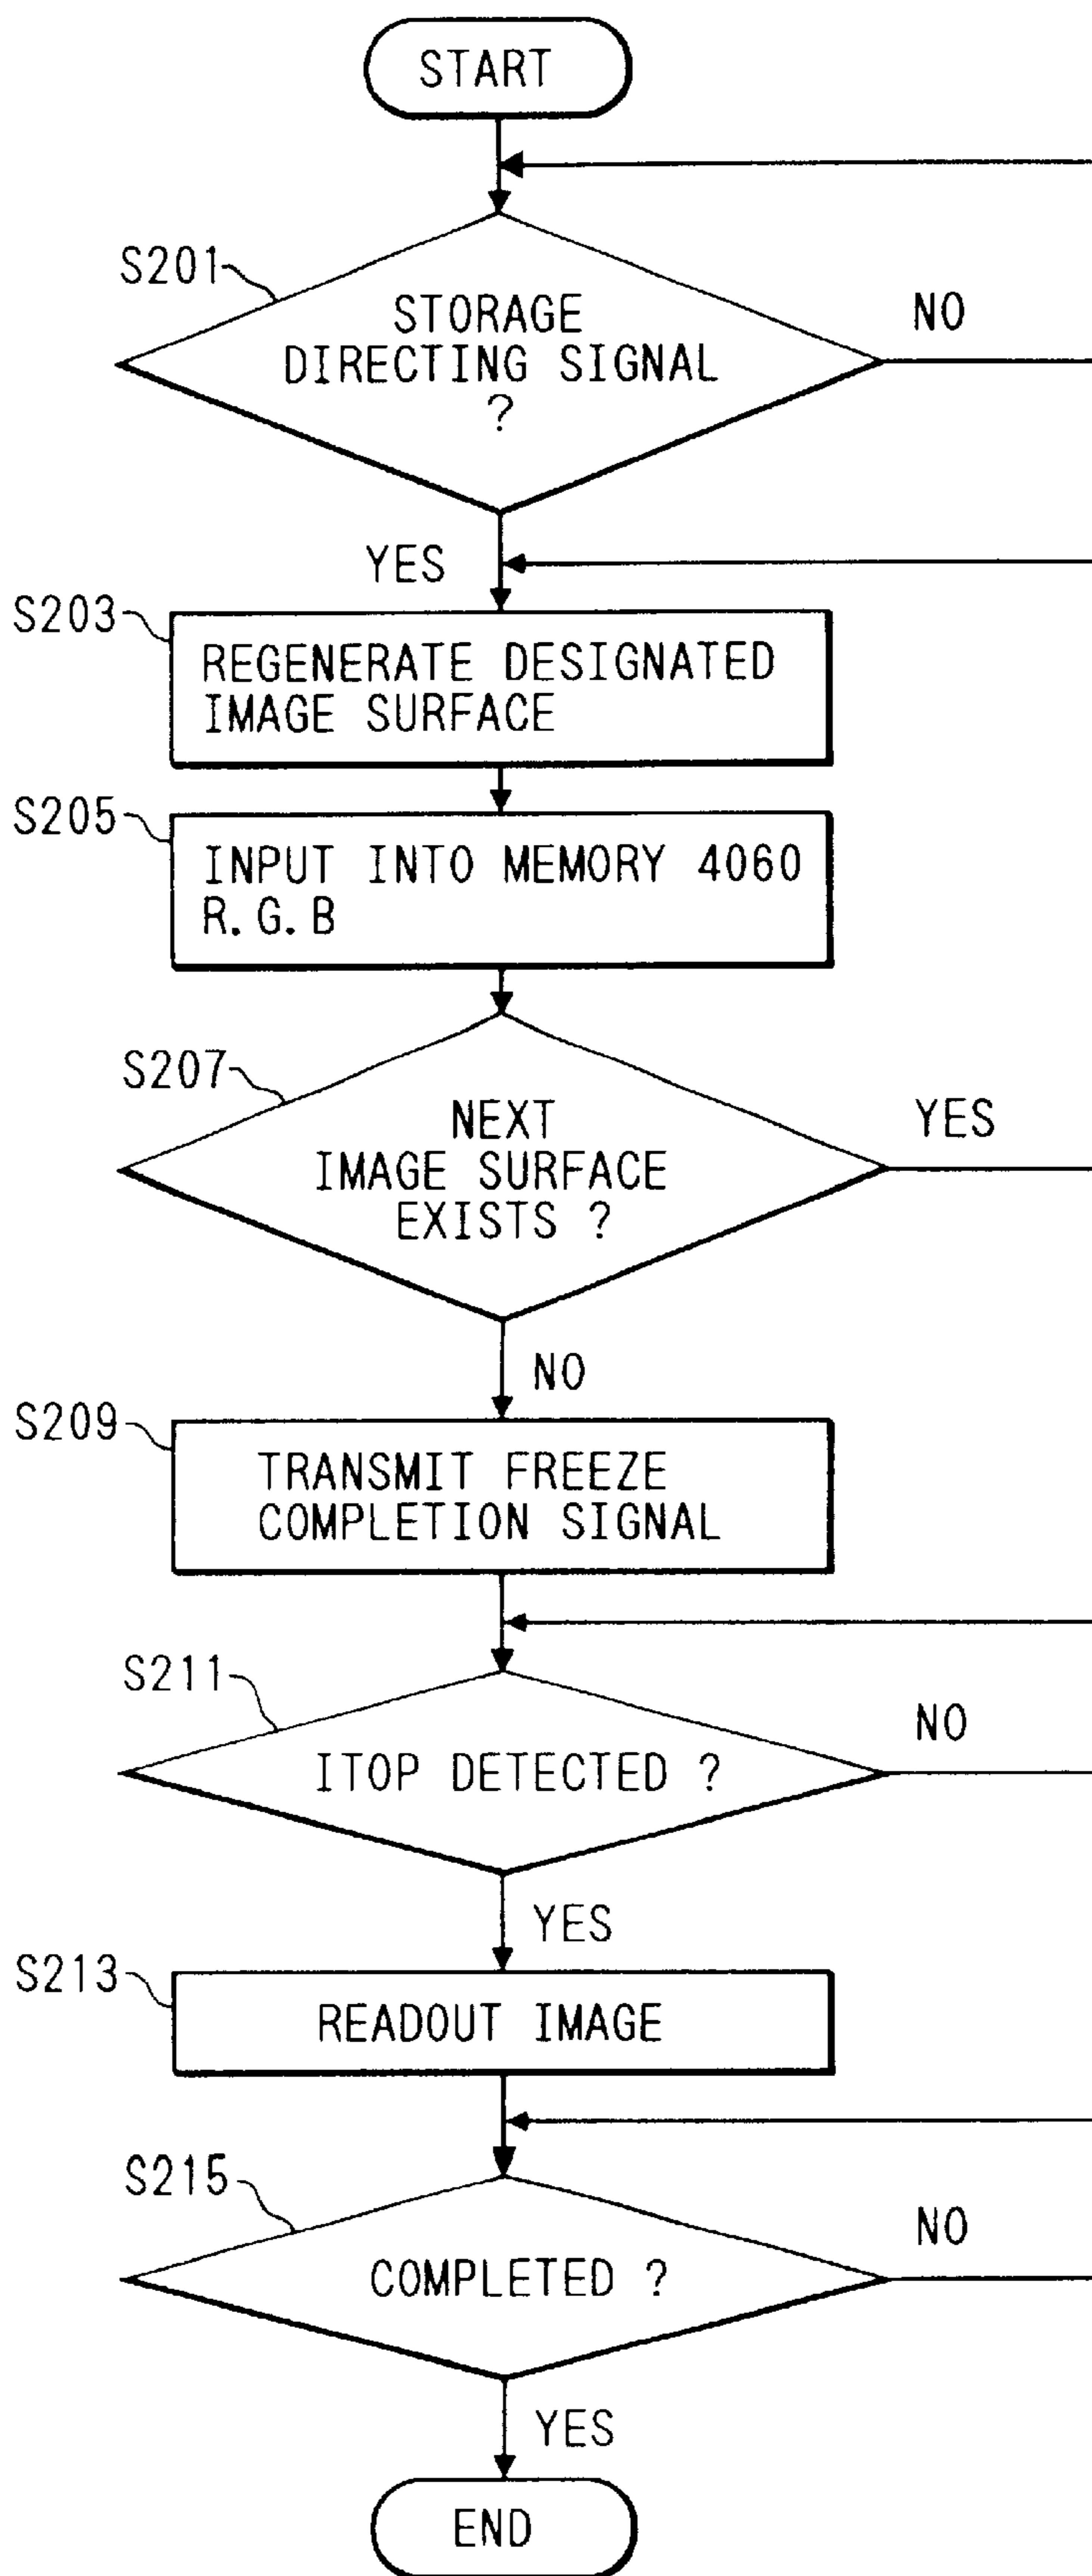 START
S201
STORAGE
DIRECTING SIGNAL
?
NO
YES
S203
REGENERATE DESIGNATED
IMAGE SURFACE
S205
INPUT INTO MEMORY 4060
R.G.B
S207
NEXT
IMAGE SURFACE
EXISTS ?
YES
NO
S209
TRANSMIT FREEZE
COMPLETION SIGNAL
S211
ITOP DETECTED ?
NO
YES
S213
READOUT IMAGE
S215
COMPLETED ?
NO
YES
END